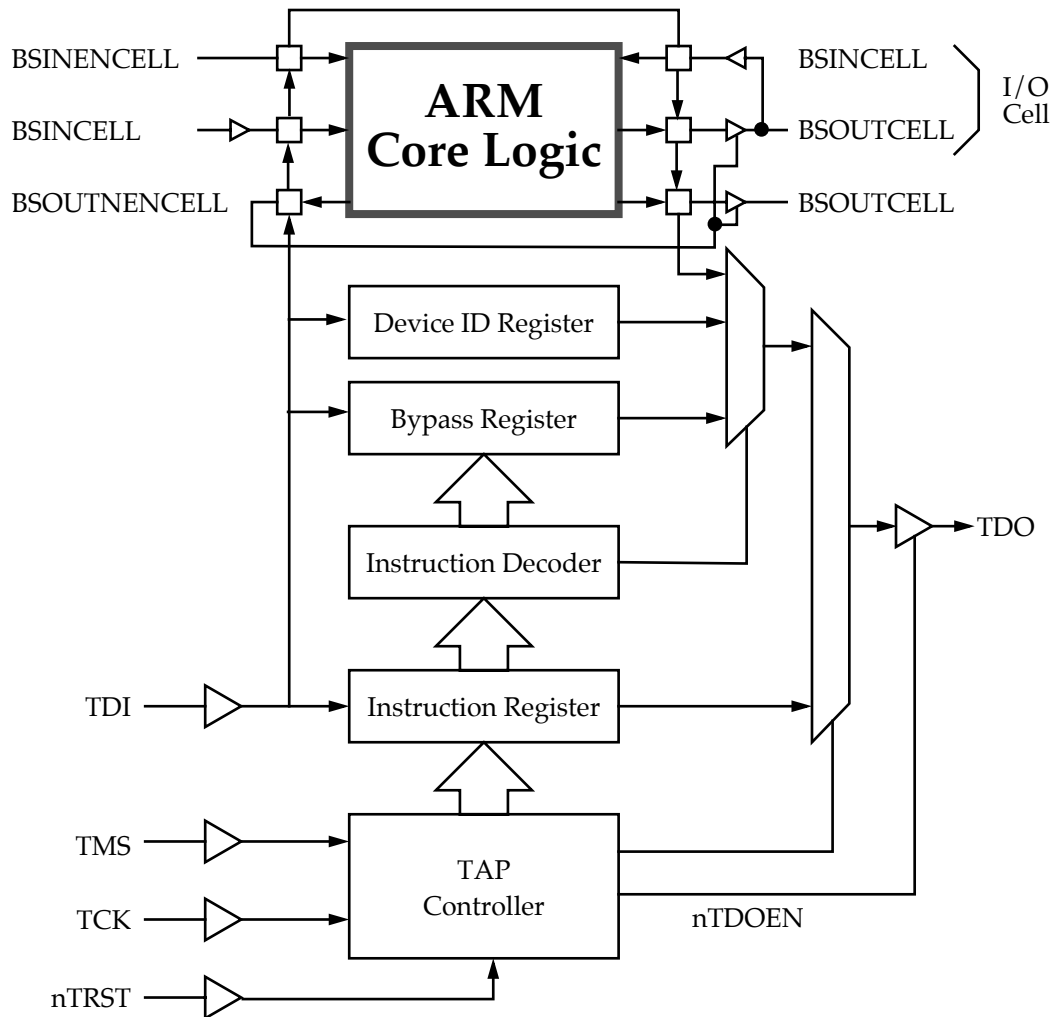 BSINENCELL
BSINCELL
I/O
Cell
ARM
Core Logic
BSINCELL
BSOUTCELL
BSOUTNENCELL
BSOUTCELL
Device ID Register
Bypass Register
Instruction Decoder
TDO
TDI
Instruction Register
TMS
TAP
Controller
TCK
nTDOEN
nTRST